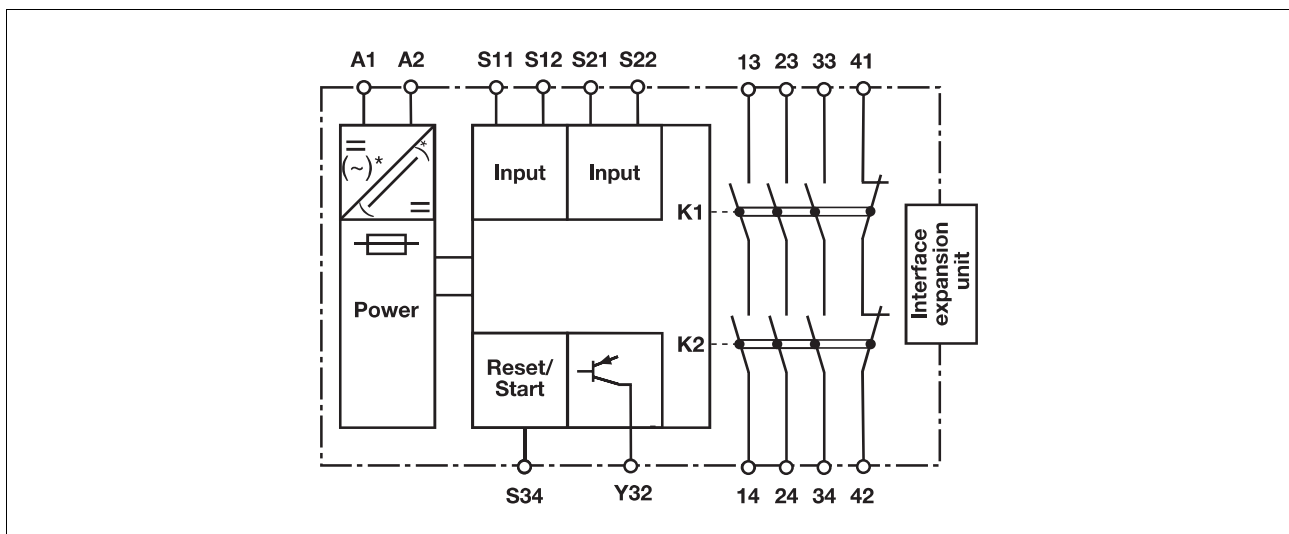 A1 A2 S11 S12 S21 S22 13 23 33 41
=
(~)*
( )*
=
Input Input
K1
Power
Interface
expansion
unit
K2
Reset/
Start
S34 Y32 14 24 34 42